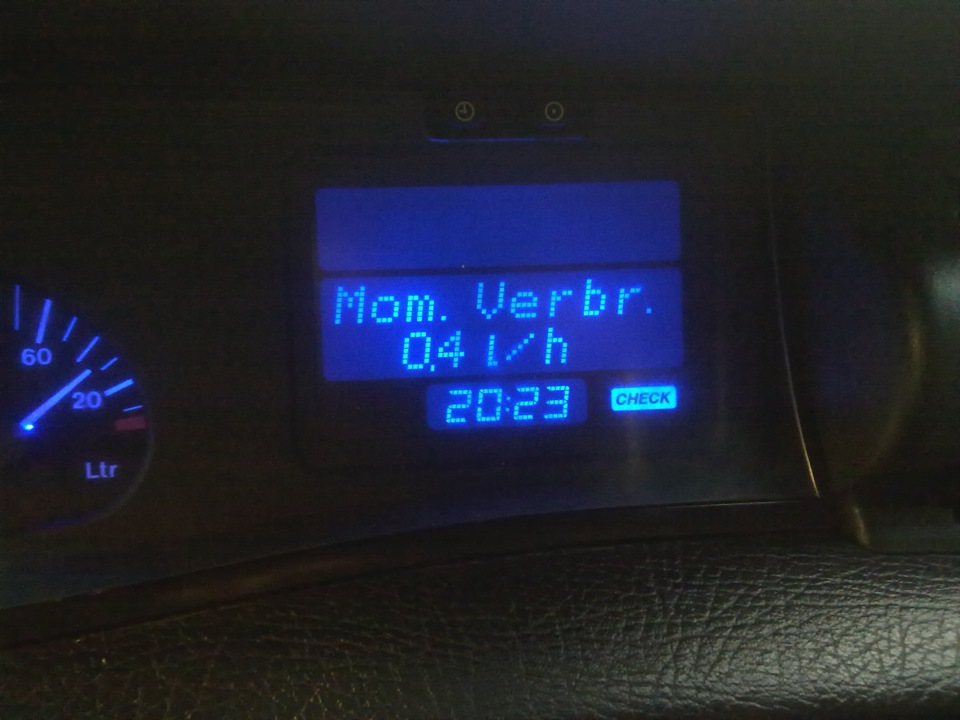 Mom. Verbr.
0,4 l/h
20:23 CHECK
60
20
Ltr